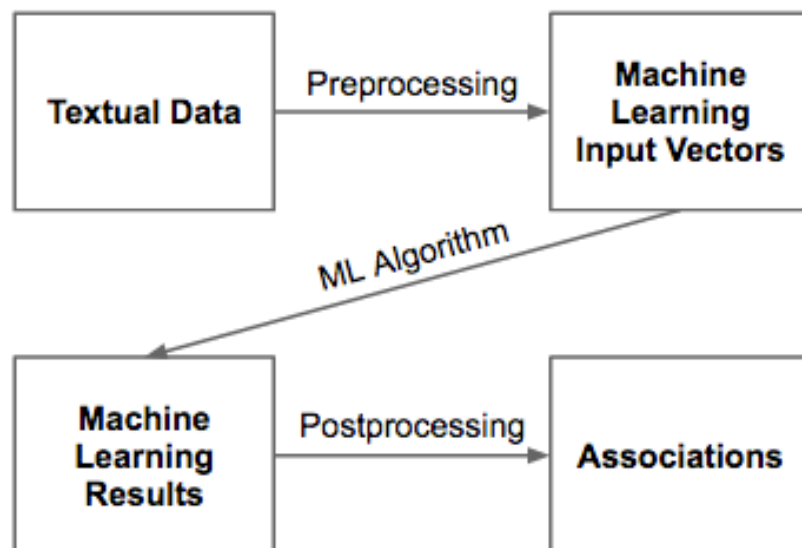 Textual Data
Preprocessing
Machine
Learning
Input Vectors
ML Algorithm
Machine
Learning
Results
Postprocessing
Associations